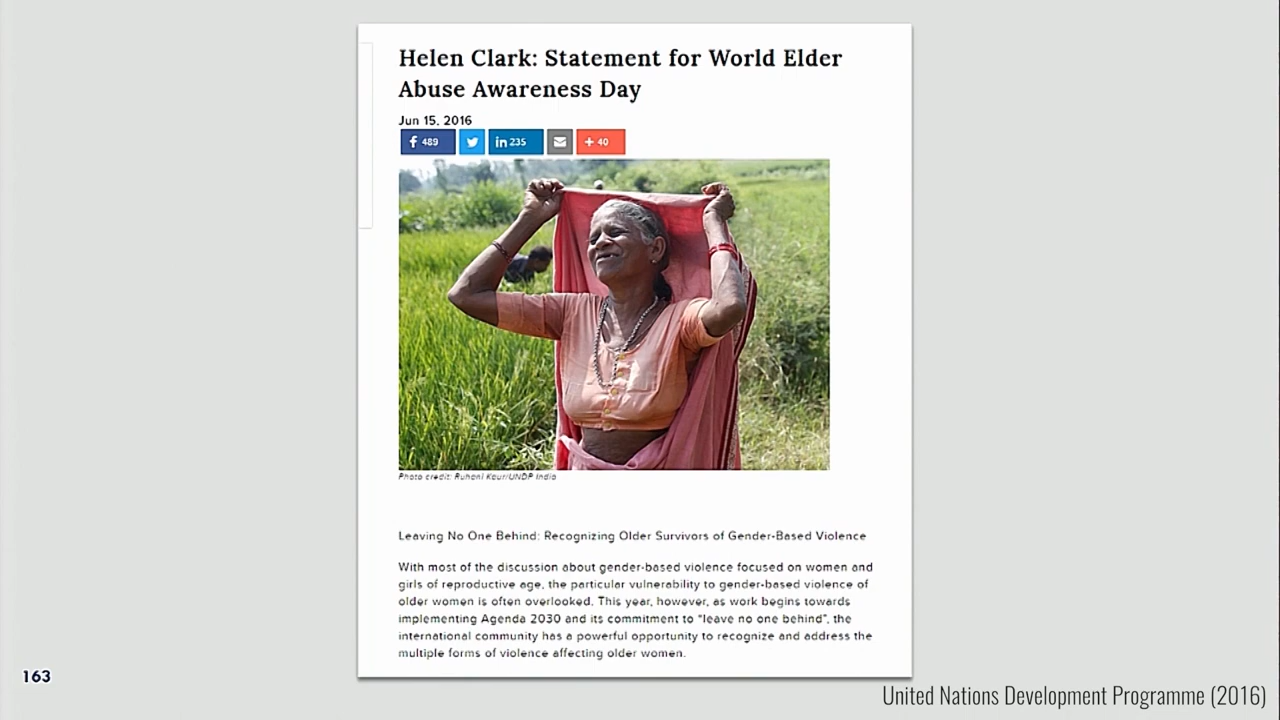 Helen Clark: Statement for World Elder
Abuse Awareness Day
Jun 15, 2016
489
in 235
+ 40
Photo credit: Ruhani Kaur/UNDP India
Leaving No One Behind: Recognizing Older Survivors of Gender-Based Violence
With most of the discussion about gender-based violence focused on women and
girls of reproductive age, the particular vulnerability to gender-based violence of
older women is often overlooked. This year, however, as work begins towards
implementing Agenda 2030 and its commitment to "leave no one behind", the
international community has a powerful opportunity to recognize and address the
multiple forms of violence affecting older women.
163
United Nations Development Programme (2016)